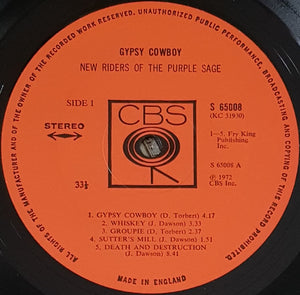 ALL RIGHTS OF THE MANUFACTURER AND OF THE OWNER OF THE RECORDED WORK RESERVED. UNAUTHORIZED PUBLIC PERFORMANCE, BROADCASTING AND COPYING OF THIS RECORD PROHIBITED.
GYPSY COWBOY
NEW RIDERS OF THE PURPLE SAGE
SIDE 1
CBS
S 65008
(KC 31930)
STEREO
1—5, Fry King
Publishing
Inc.
33⅓
S 65008 A
℗ 1972
CBS Inc.
1. GYPSY COWBOY (D. Torbert) 4.17
2. WHISKEY (J. Dawson) 3.33
3. GROUPIE (D. Torbert) 2.37
4. SUTTER'S MILL (J. Dawson) 1.51
5. DEATH AND DESTRUCTION
(J. Dawson) 8.41
MADE IN ENGLAND